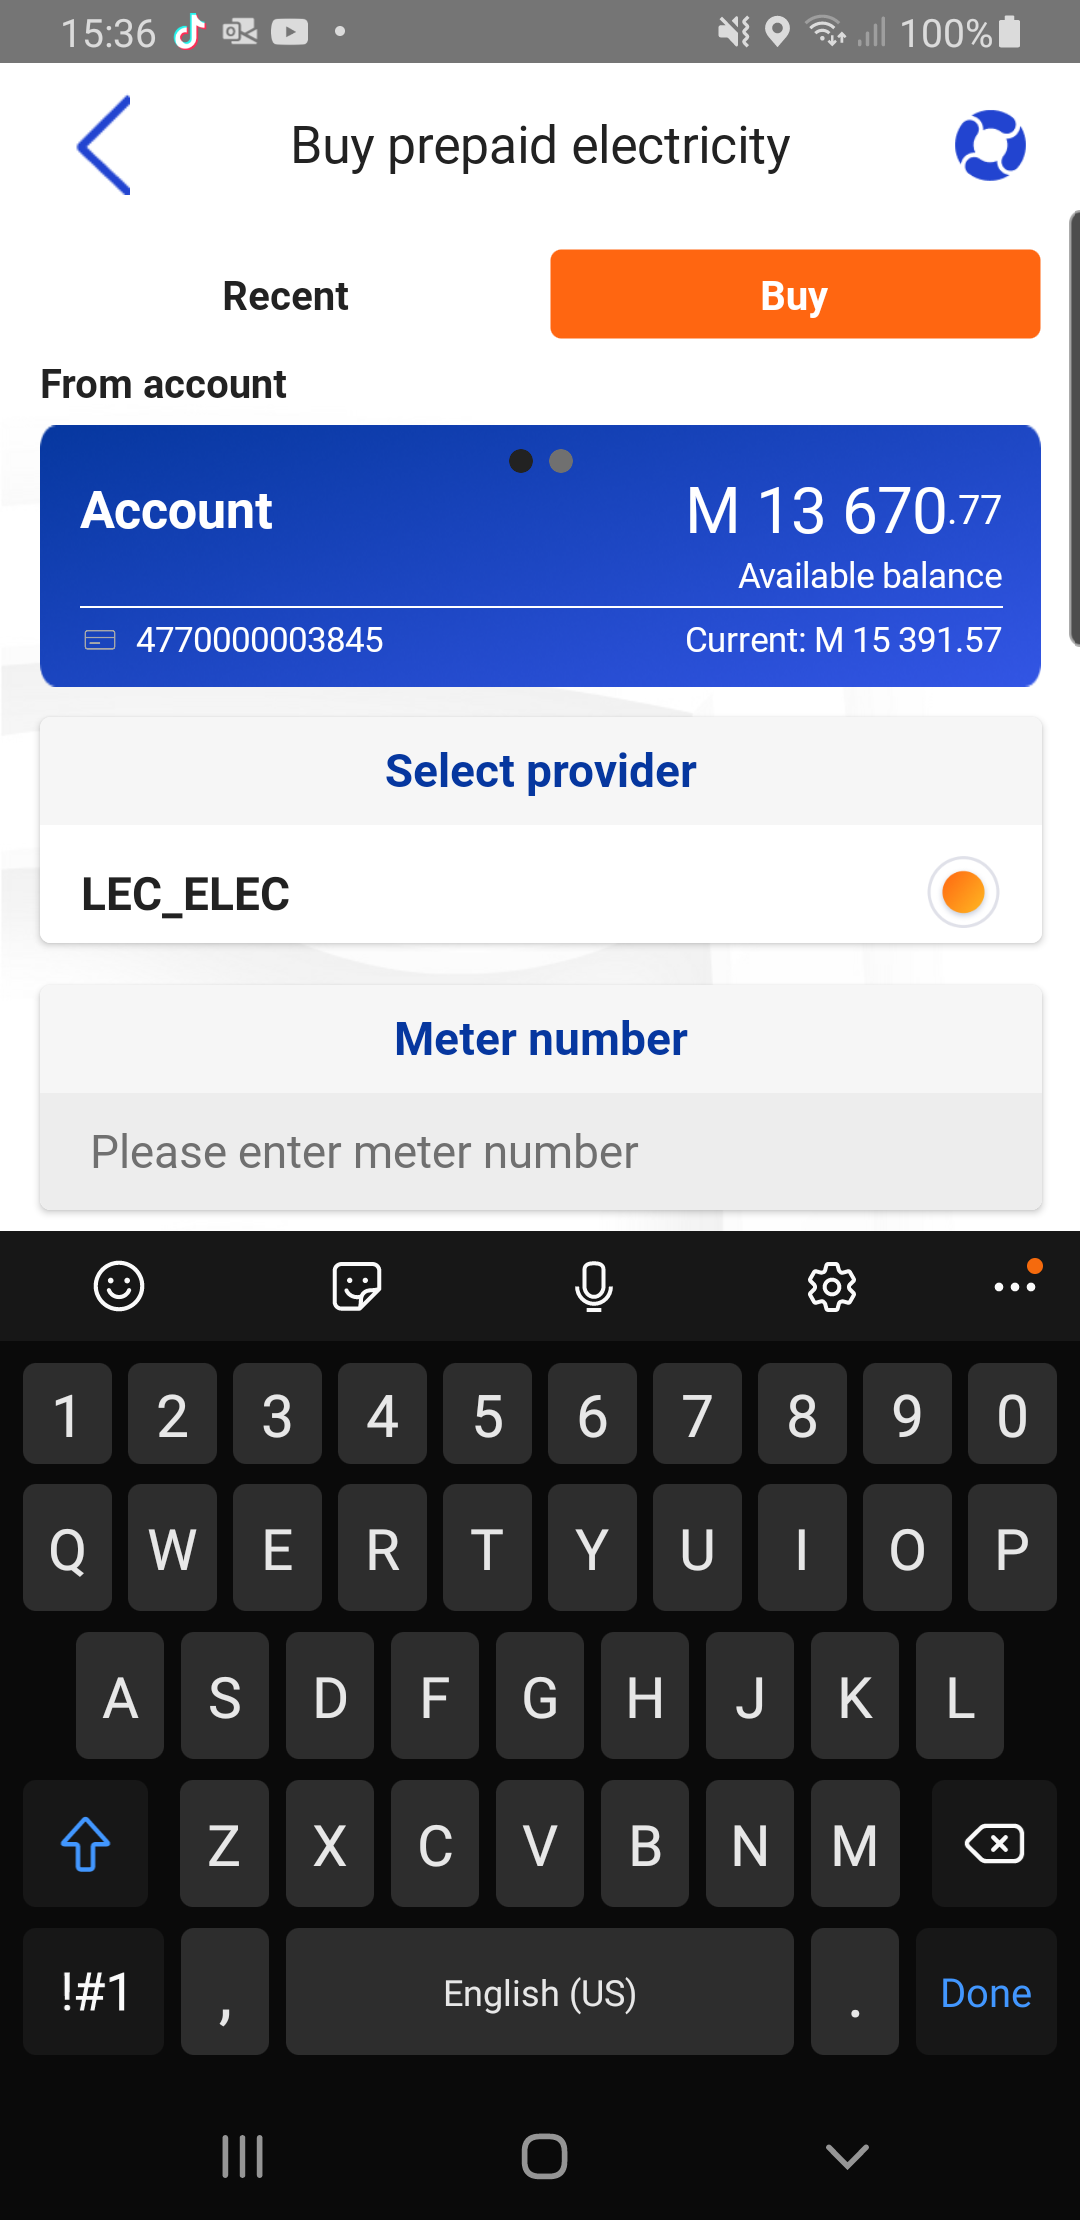 15:36 100%
Buy prepaid electricity
Recent Buy
From account
Account M 13 670.77
Available balance
4770000003845 Current: M 15 391.57
Select provider
LEC_ELEC
Meter number
Please enter meter number
1 2 3 4 5 6 7 8 9 0
Q W E R T Y U I O P
A S D F G H J K L
Z X C V B N M
!#1 , English (US) . Done